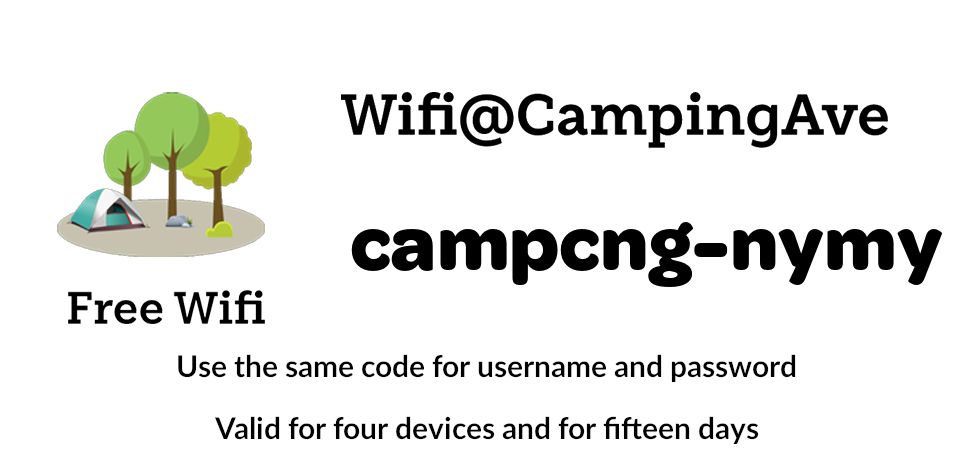 Wifi@CampingAve
campcng-nymy
Free Wifi
Use the same code for username and password
Valid for four devices and for fifteen days